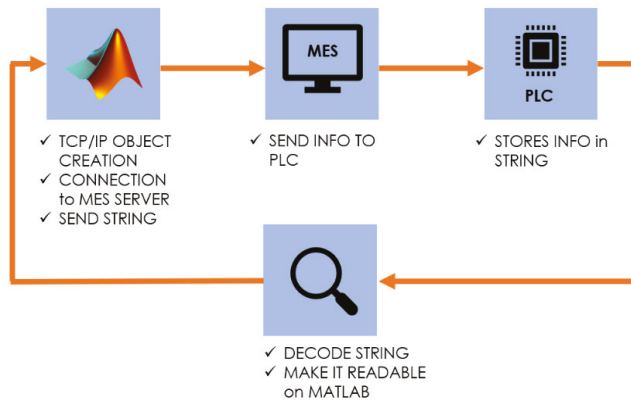 MES
PLC
✓ TCP/IP OBJECT
CREATION
✓ CONNECTION
to MES SERVER
✓ SEND STRING
✓ SEND INFO TO
PLC
✓ STORES INFO in
STRING
✓ DECODE STRING
✓ MAKE IT READABLE
on MATLAB